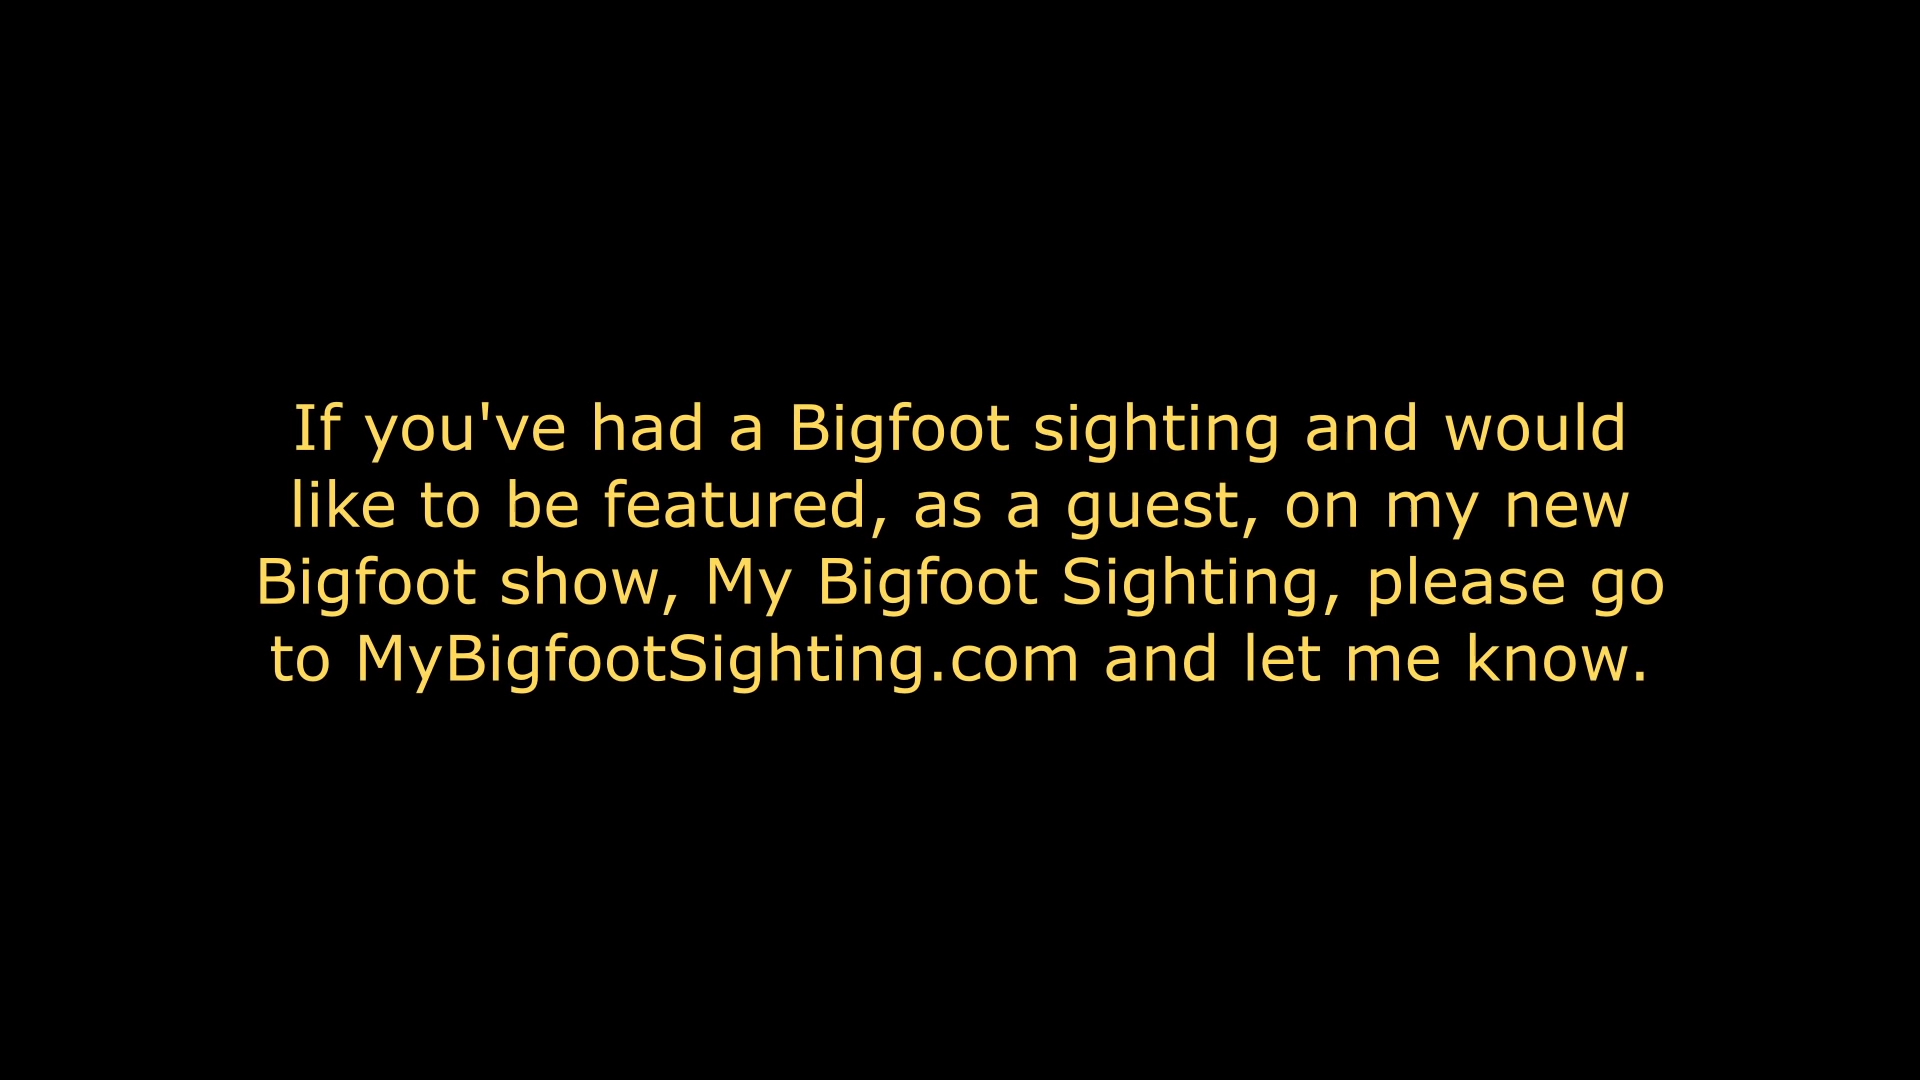 If you've had a Bigfoot sighting and would
like to be featured, as a guest, on my new
Bigfoot show, My Bigfoot Sighting, please go
to MyBigfootSighting.com and let me know.